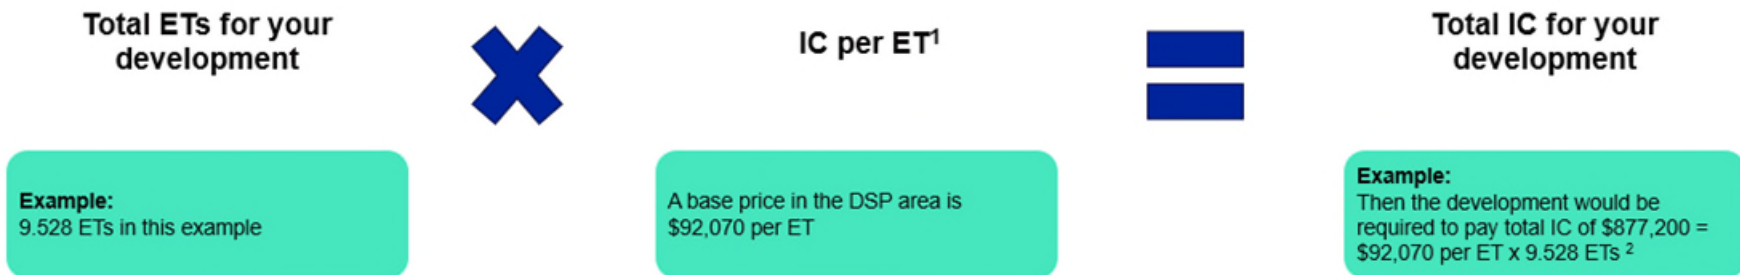 Total ETs for your
development
IC per ET¹
Total IC for your
development
Example:
9.528 ETs in this example
A base price in the DSP area is
$92,070 per ET
Example:
Then the development would be
required to pay total IC of $877,200 =
$92,070 per ET x 9.528 ETs ²